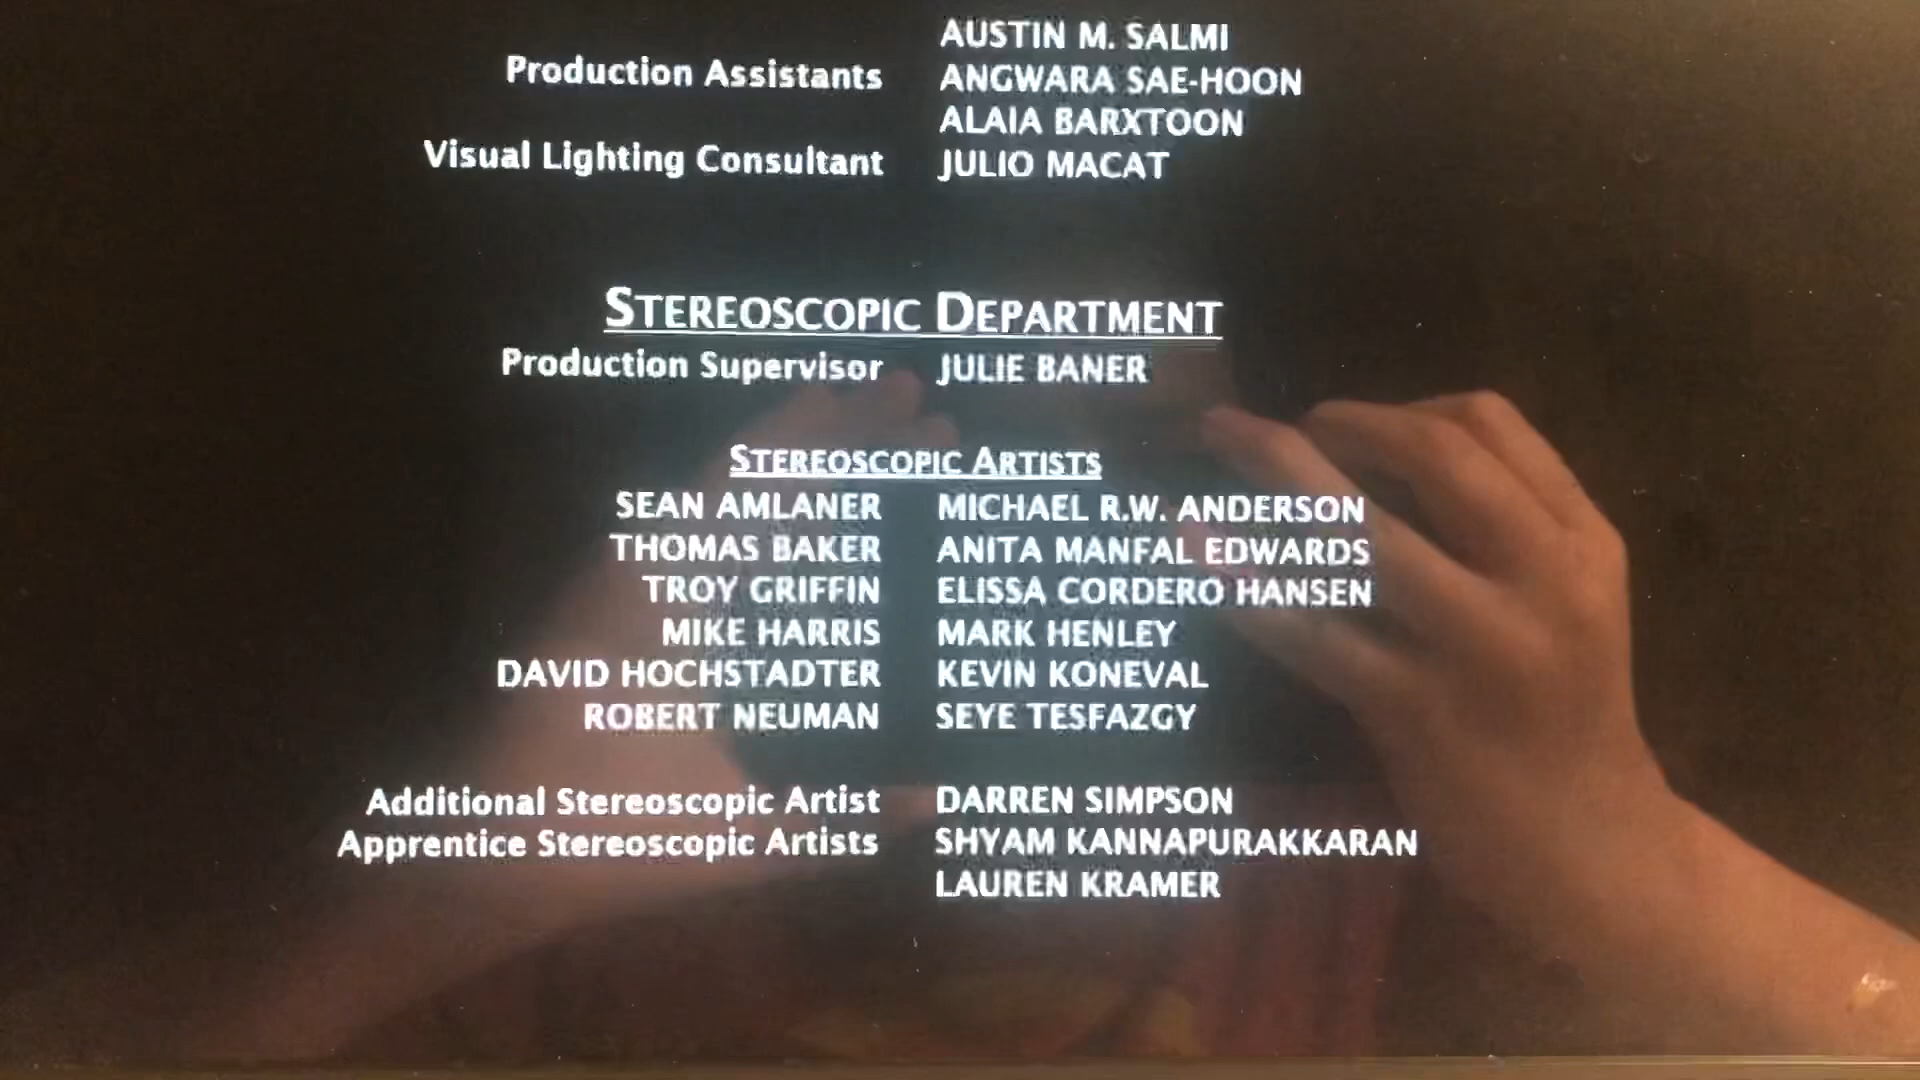 AUSTIN M. SALMI
Production Assistants ANGWARA SAE-HOON
ALAIA BARXTOON
Visual Lighting Consultant JULIO MACAT
STEREOSCOPIC DEPARTMENT
Production Supervisor JULIE BANER
STEREOSCOPIC ARTISTS
SEAN AMLANER MICHAEL R.W. ANDERSON
THOMAS BAKER ANITA MANFAL EDWARDS
TROY GRIFFIN ELISSA CORDERO HANSEN
MIKE HARRIS MARK HENLEY
DAVID HOCHSTADTER KEVIN KONEVAL
ROBERT NEUMAN SEYE TESFAZGY
Additional Stereoscopic Artist DARREN SIMPSON
Apprentice Stereoscopic Artists SHYAM KANNAPURAKKARAN
LAUREN KRAMER